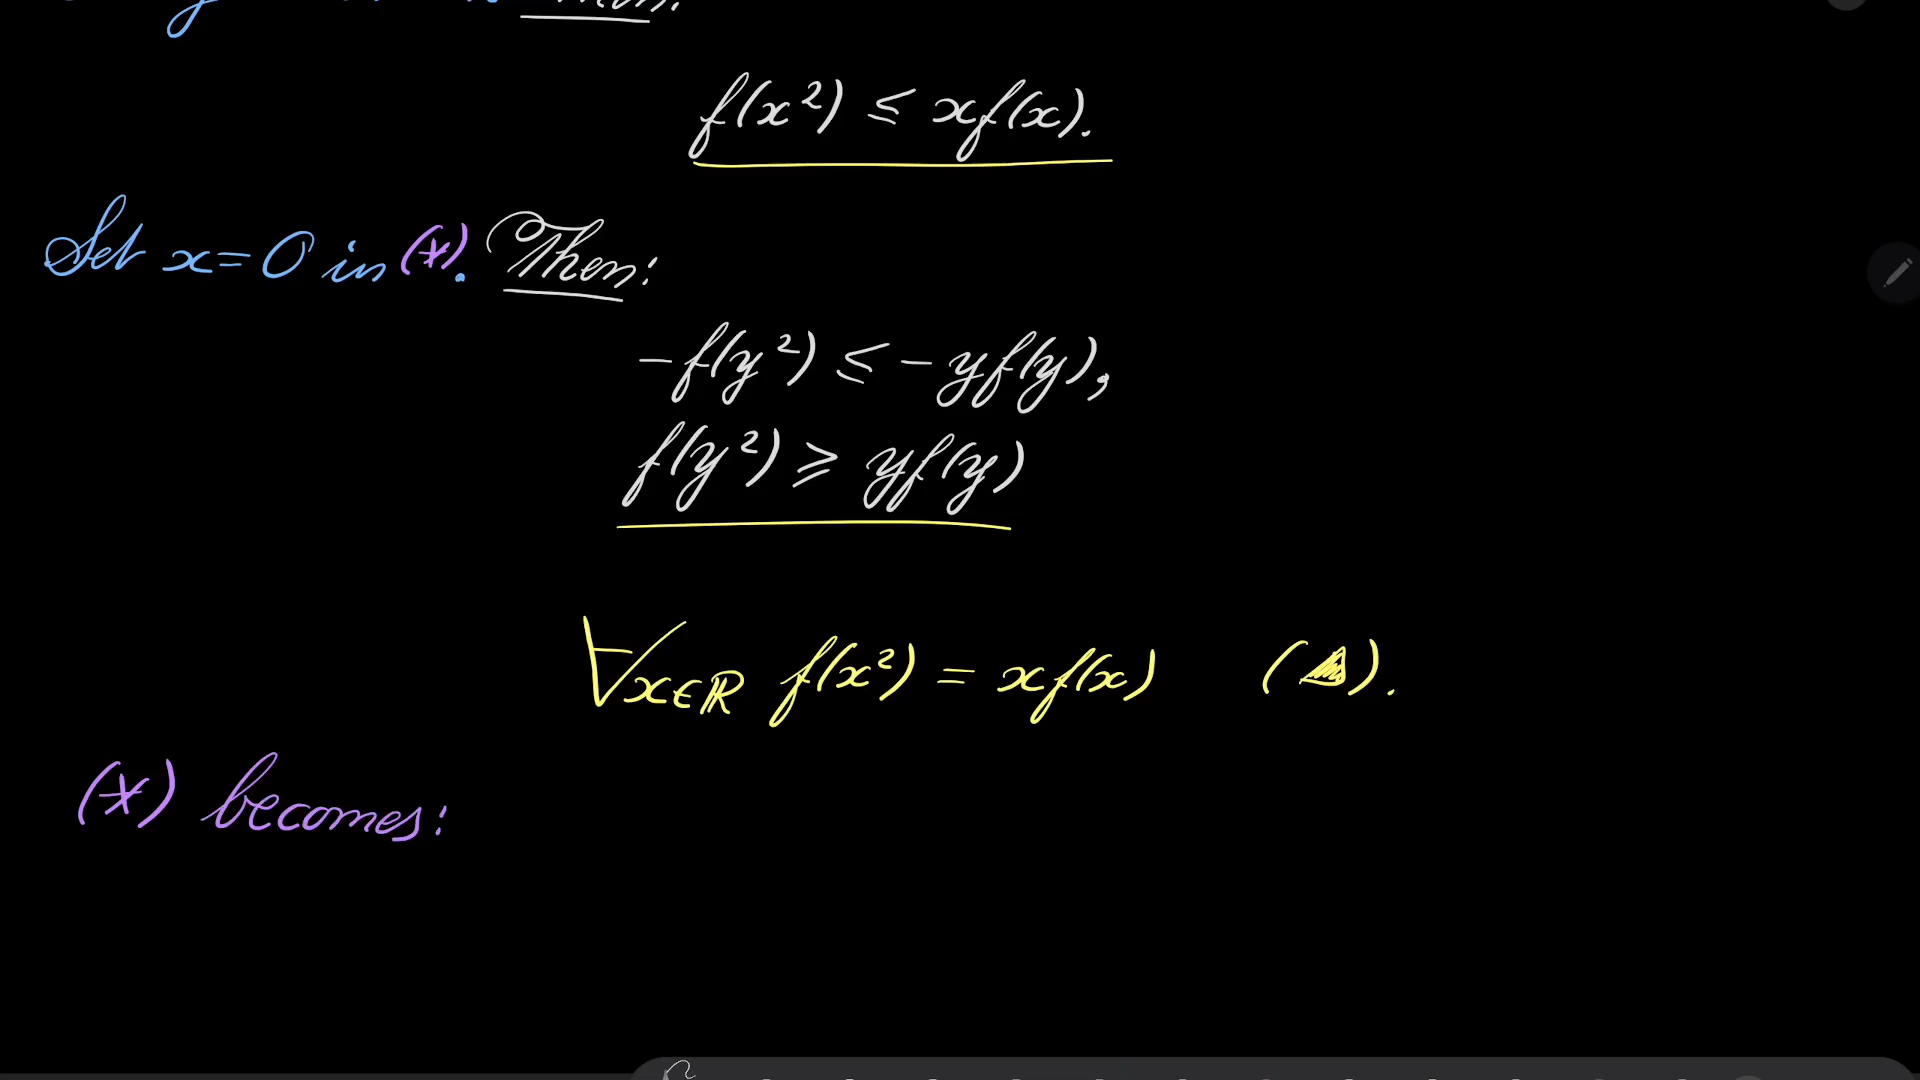 f(x²) ≤ xf(x).
Set x=0 in (*). Then:
-f(y²) ≤ -yf(y),
f(y²) ≥ yf(y)
∀x∈ℝ f(x²) = xf(x) (▲).
(*) becomes: